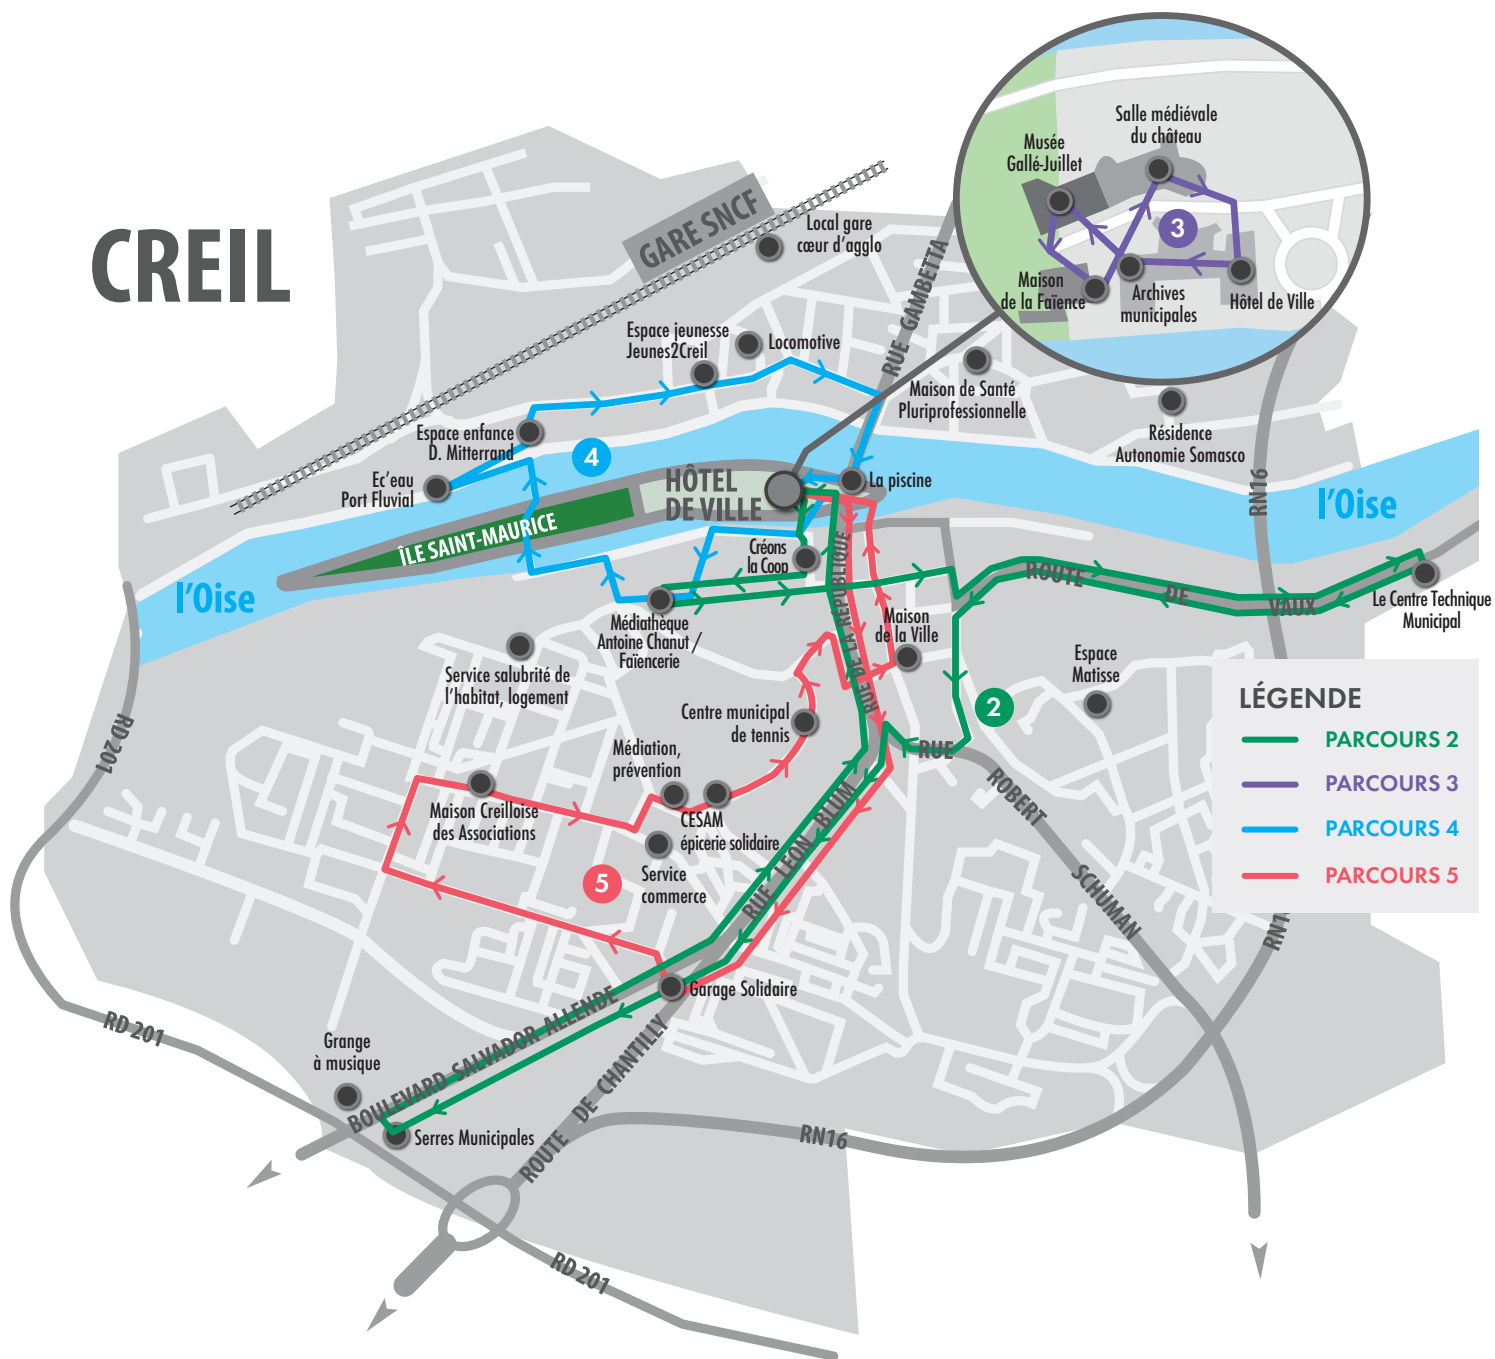 CREIL
Salle médiévale
du château
Musée
Gallé-Juillet
3
Maison
de la Faïence
Archives
municipales
Hôtel de Ville
GARE SNCF
Local gare
cœur d'agglo
RUE GAMBETTA
Espace jeunesse
Jeunes2Creil
Locomotive
Maison de Santé
Pluriprofessionnelle
Résidence
Autonomie Somasco
Espace enfance
D. Mitterrand
4
Ec'eau
Port Fluvial
HÔTEL
DE VILLE
La piscine
RN16
l'Oise
ÎLE SAINT-MAURICE
l'Oise
Créons
la Coop
RUE DE LA RÉPUBLIQUE
ROUTE DE VAUX
Le Centre Technique
Municipal
Médiathèque
Antoine Chanut /
Faïencerie
Maison
de la Ville
Service salubrité de
l'habitat, logement
Espace
Matisse
2
Centre municipal
de tennis
RD 201
Médiation,
prévention
RUE ROBERT SCHUMAN
Maison Creilloise
des Associations
CESAM
épicerie solidaire
RUE LEON BLUM
5
Service
commerce
LÉGENDE
PARCOURS 2
PARCOURS 3
PARCOURS 4
PARCOURS 5
Garage Solidaire
BOULEVARD SALVADOR ALLENDE
RD 201
Grange
à musique
Serres Municipales
ROUTE DE CHANTILLY
RN16
RD 201